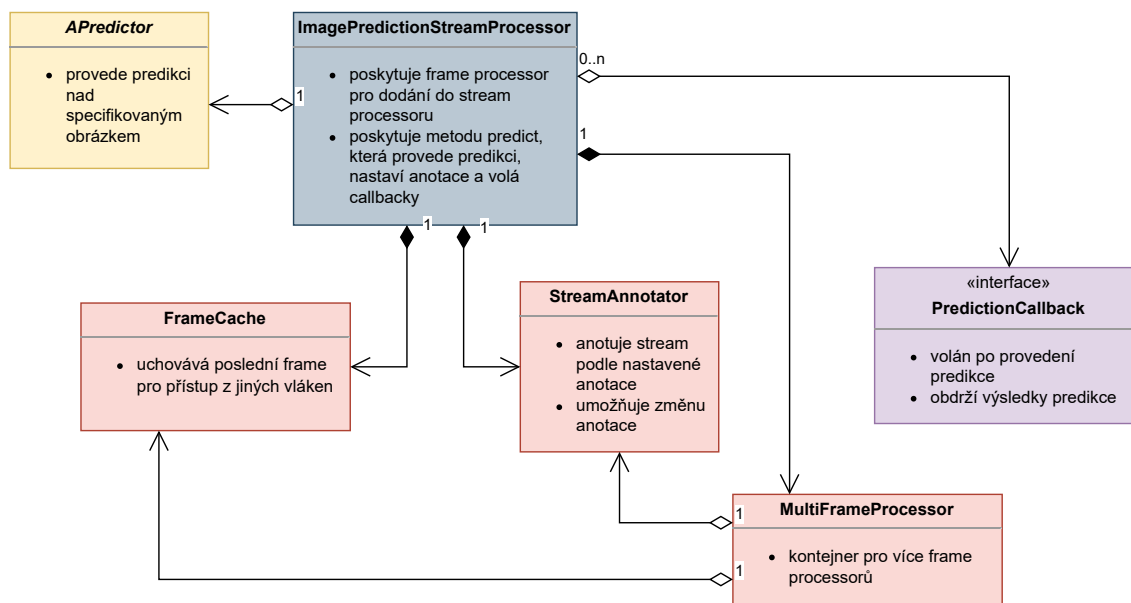 APredictor
• provede predikci
nad
specifikovaným
obrázkem
ImagePredictionStreamProcessor
• poskytuje frame processor
pro dodání do stream
processoru
• poskytuje metodu predict,
která provede predikci,
nastaví anotace a volá
callbacky
1
0..n
1
1
1
FrameCache
• uchovává poslední frame
pro přístup z jiných vláken
StreamAnnotator
• anotuje stream
podle nastavené
anotace
• umožňuje změnu
anotace
«interface»
PredictionCallback
• volán po provedení
predikce
• obdrží výsledky predikce
MultiFrameProcessor
• kontejner pro více frame
processorů
1
1